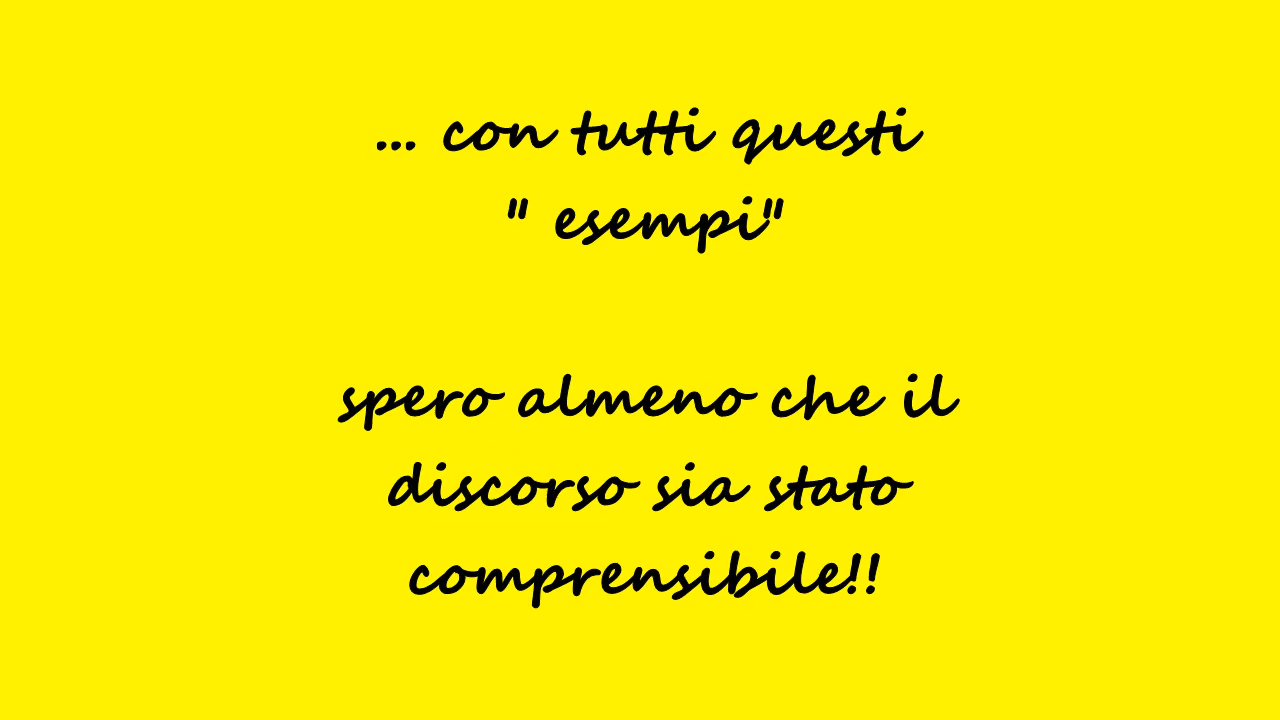 ... con tutti questi
" esempi"
spero almeno che il
discorso sia stato
comprensibile!!